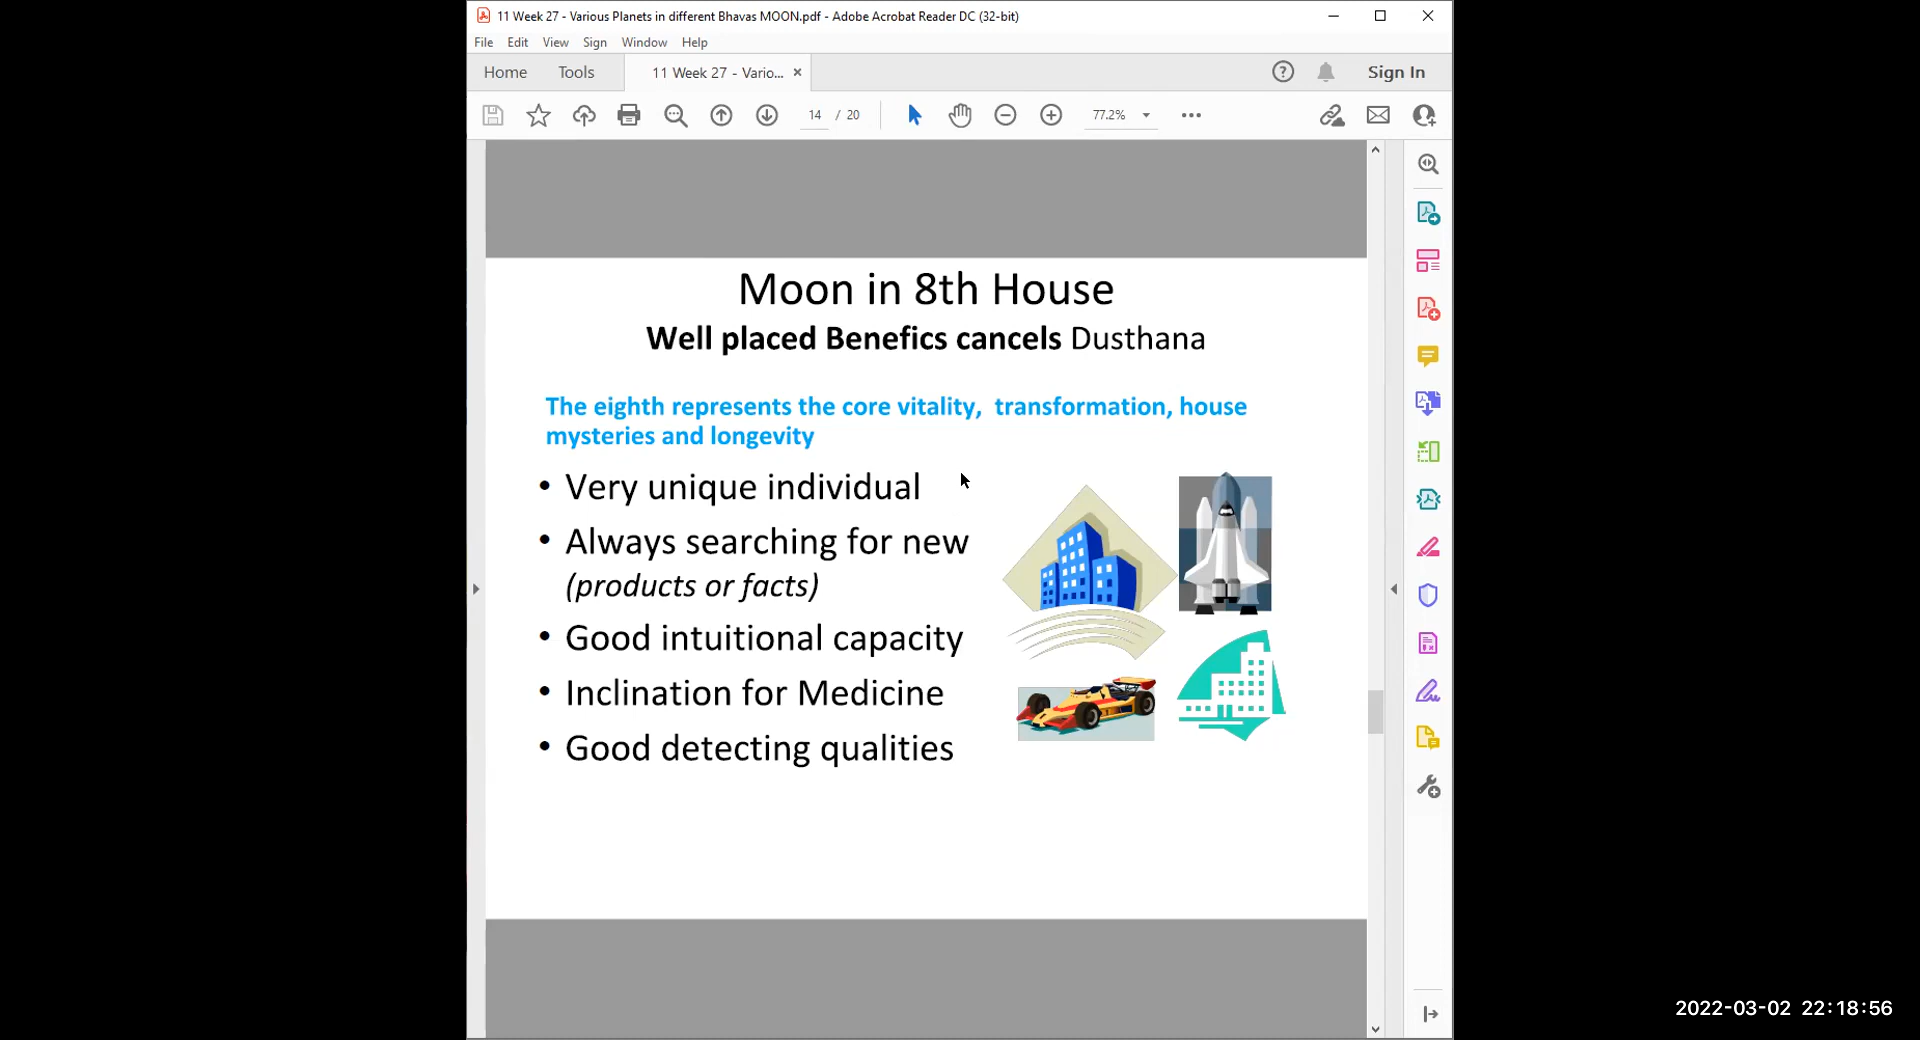 11 Week 27 - Various Planets in different Bhavas MOON.pdf - Adobe Acrobat Reader DC (32-bit)
File Edit View Sign Window Help
Home Tools 11 Week 27 - Vario... × Sign In
14 / 20 77.2%
Moon in 8th House
Well placed Benefics cancels Dusthana
The eighth represents the core vitality, transformation, house
mysteries and longevity
• Very unique individual
• Always searching for new
(products or facts)
• Good intuitional capacity
• Inclination for Medicine
• Good detecting qualities
2022-03-02 22:18:56